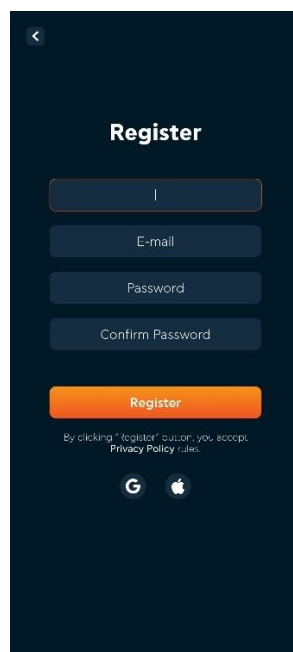 Register
E-mail
Password
Confirm Password
Register
By clicking "Register" button, you accept
Privacy Policy rules.
G